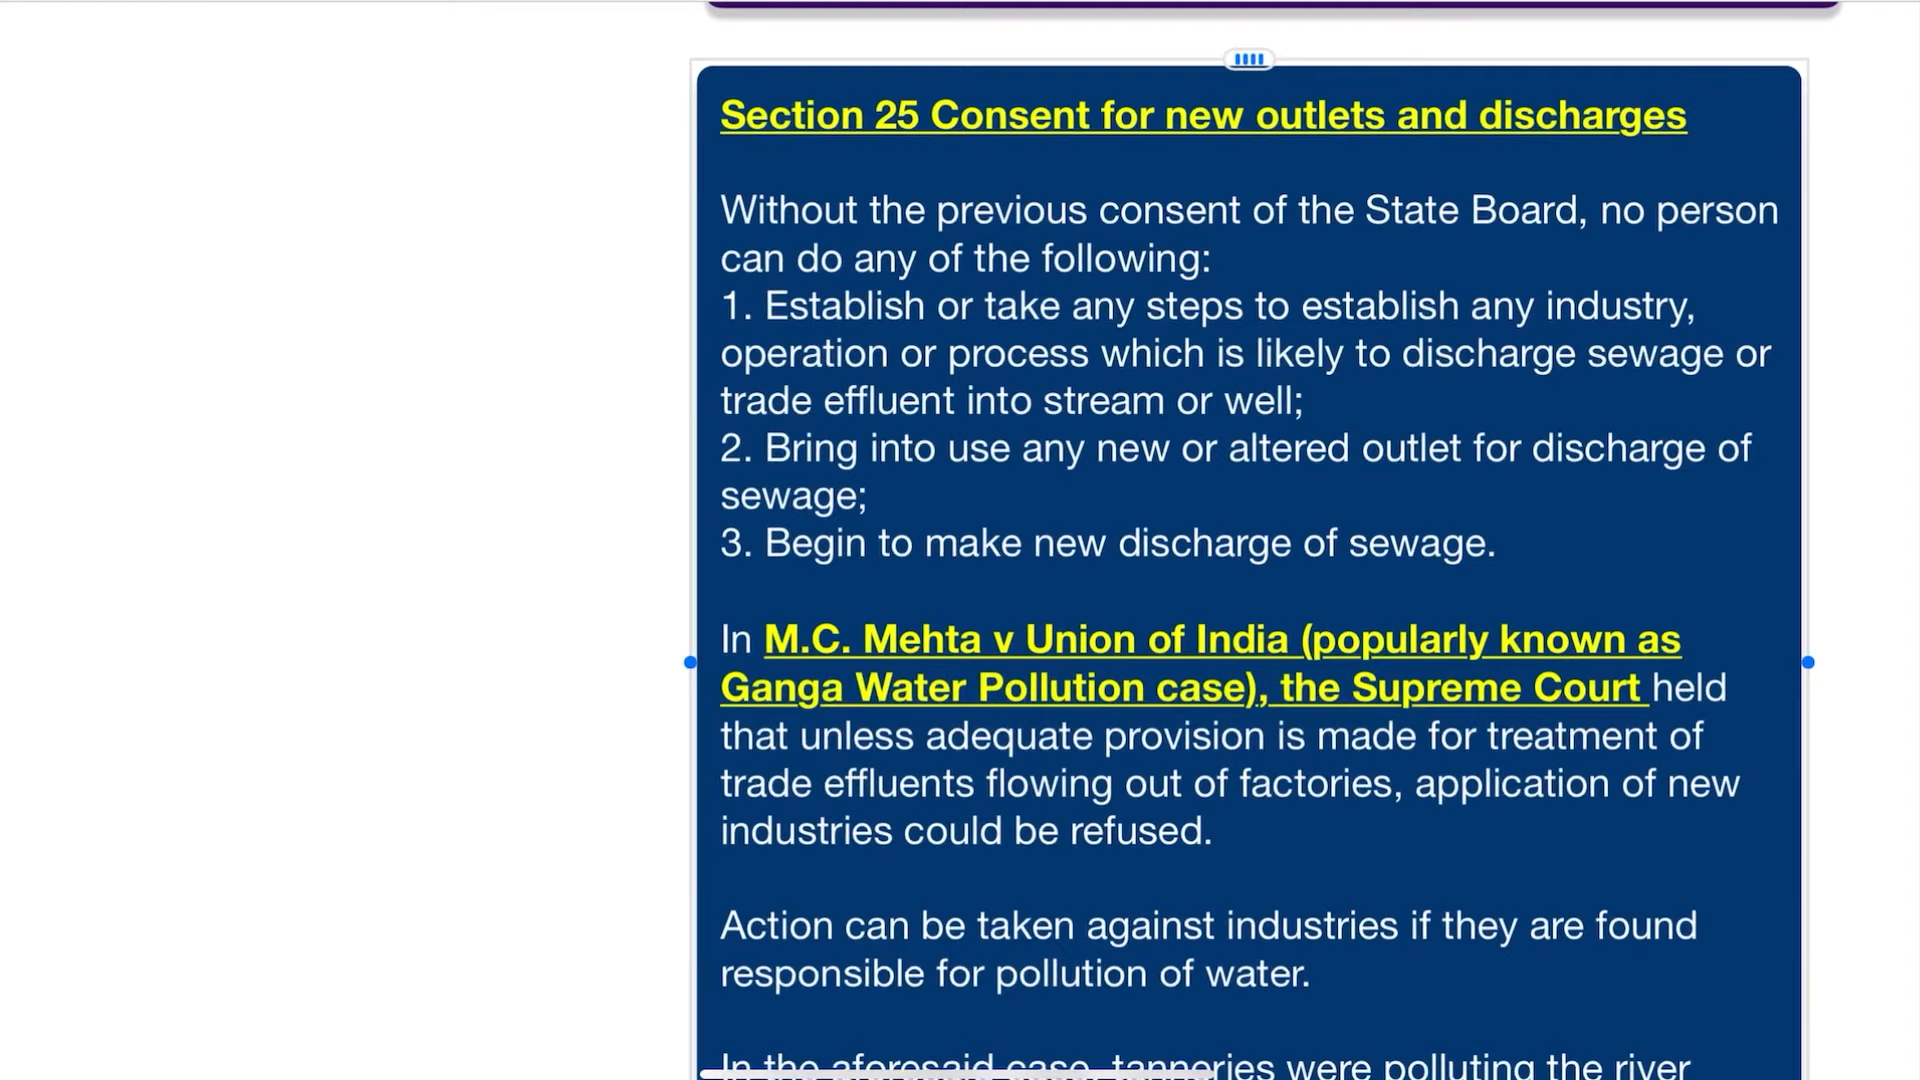 Section 25 Consent for new outlets and discharges
Without the previous consent of the State Board, no person
can do any of the following:
1. Establish or take any steps to establish any industry,
operation or process which is likely to discharge sewage or
trade effluent into stream or well;
2. Bring into use any new or altered outlet for discharge of
sewage;
3. Begin to make new discharge of sewage.
In M.C. Mehta v Union of India (popularly known as
Ganga Water Pollution case), the Supreme Court held
that unless adequate provision is made for treatment of
trade effluents flowing out of factories, application of new
industries could be refused.
Action can be taken against industries if they are found
responsible for pollution of water.
In the aforesaid case, tanneries were polluting the river